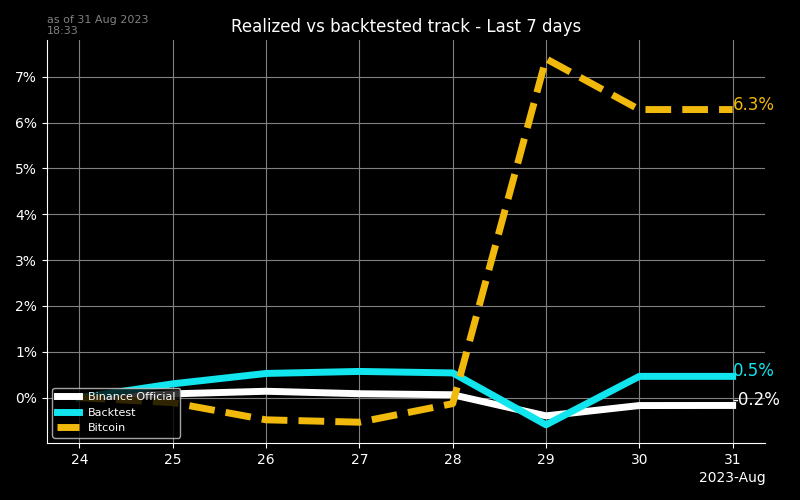 as of 31 Aug 2023
18:33
Realized vs backtested track - Last 7 days
7%
6%
5%
4%
3%
2%
1%
0%
6.3%
0.5%
-0.2%
Binance Official
Backtest
Bitcoin
24 25 26 27 28 29 30 31
2023-Aug